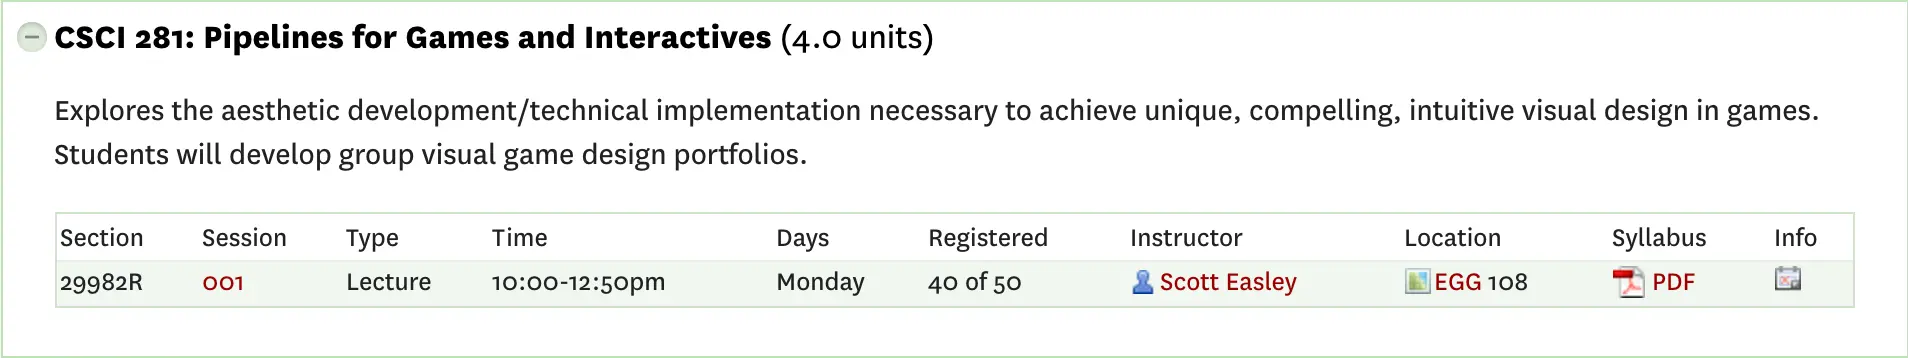 CSCI 281: Pipelines for Games and Interactives (4.0 units)
Explores the aesthetic development/technical implementation necessary to achieve unique, compelling, intuitive visual design in games.
Students will develop group visual game design portfolios.
Section Session Type Time Days Registered Instructor Location Syllabus Info
29982R 001 Lecture 10:00-12:50pm Monday 40 of 50 Scott Easley EGG 108 PDF